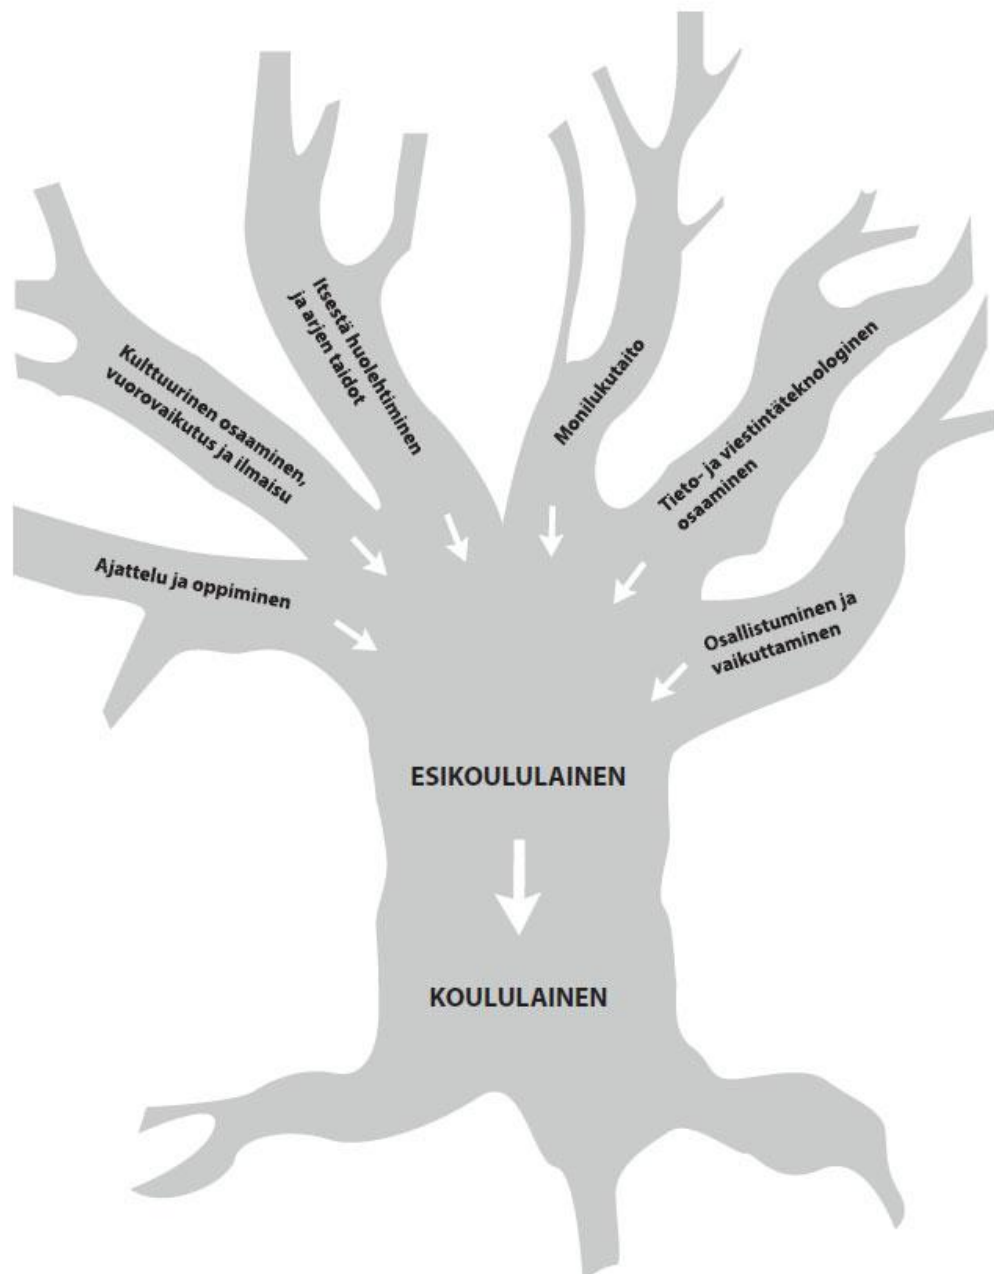 Itsestä huolehtiminen
ja arjen taidot
Kulttuurinen osaaminen,
vuorovaikutus ja ilmaisu
Ajattelu ja oppiminen
Monilukutaito
Tieto- ja viestintäteknologinen
osaaminen
Osallistuminen ja
vaikuttaminen
ESIKOULULAINEN
KOULULAINEN